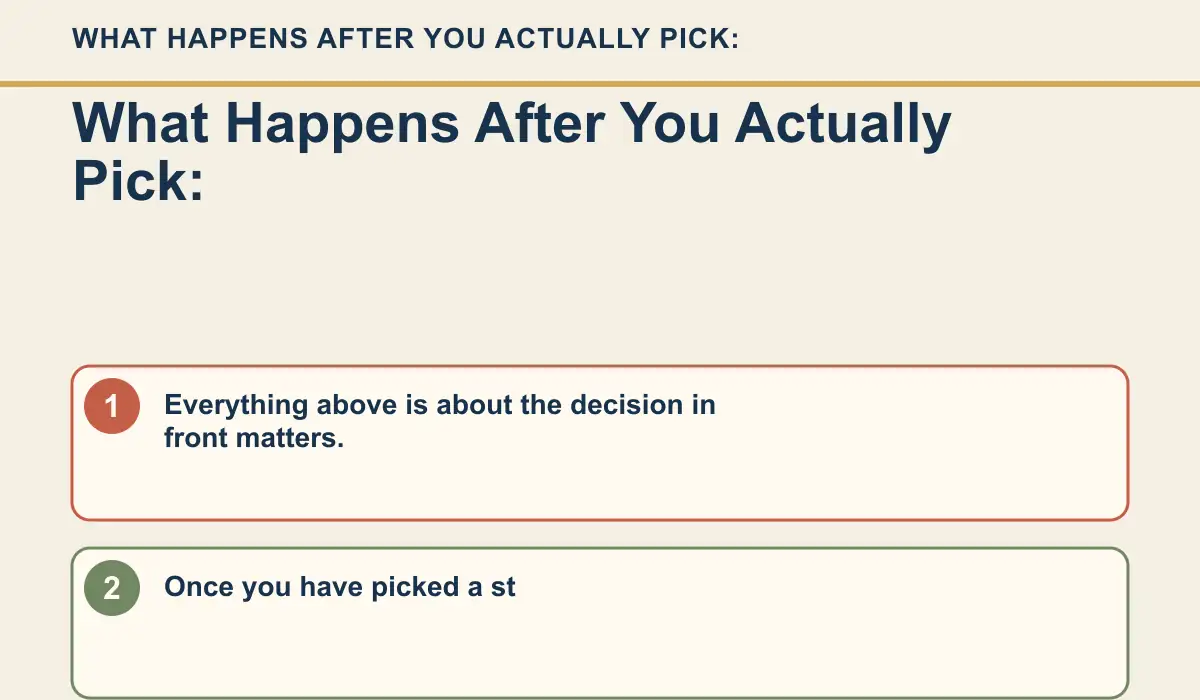 WHAT HAPPENS AFTER YOU ACTUALLY PICK:
What Happens After You Actually
Pick:
1
Everything above is about the decision in
front matters.
2
Once you have picked a st